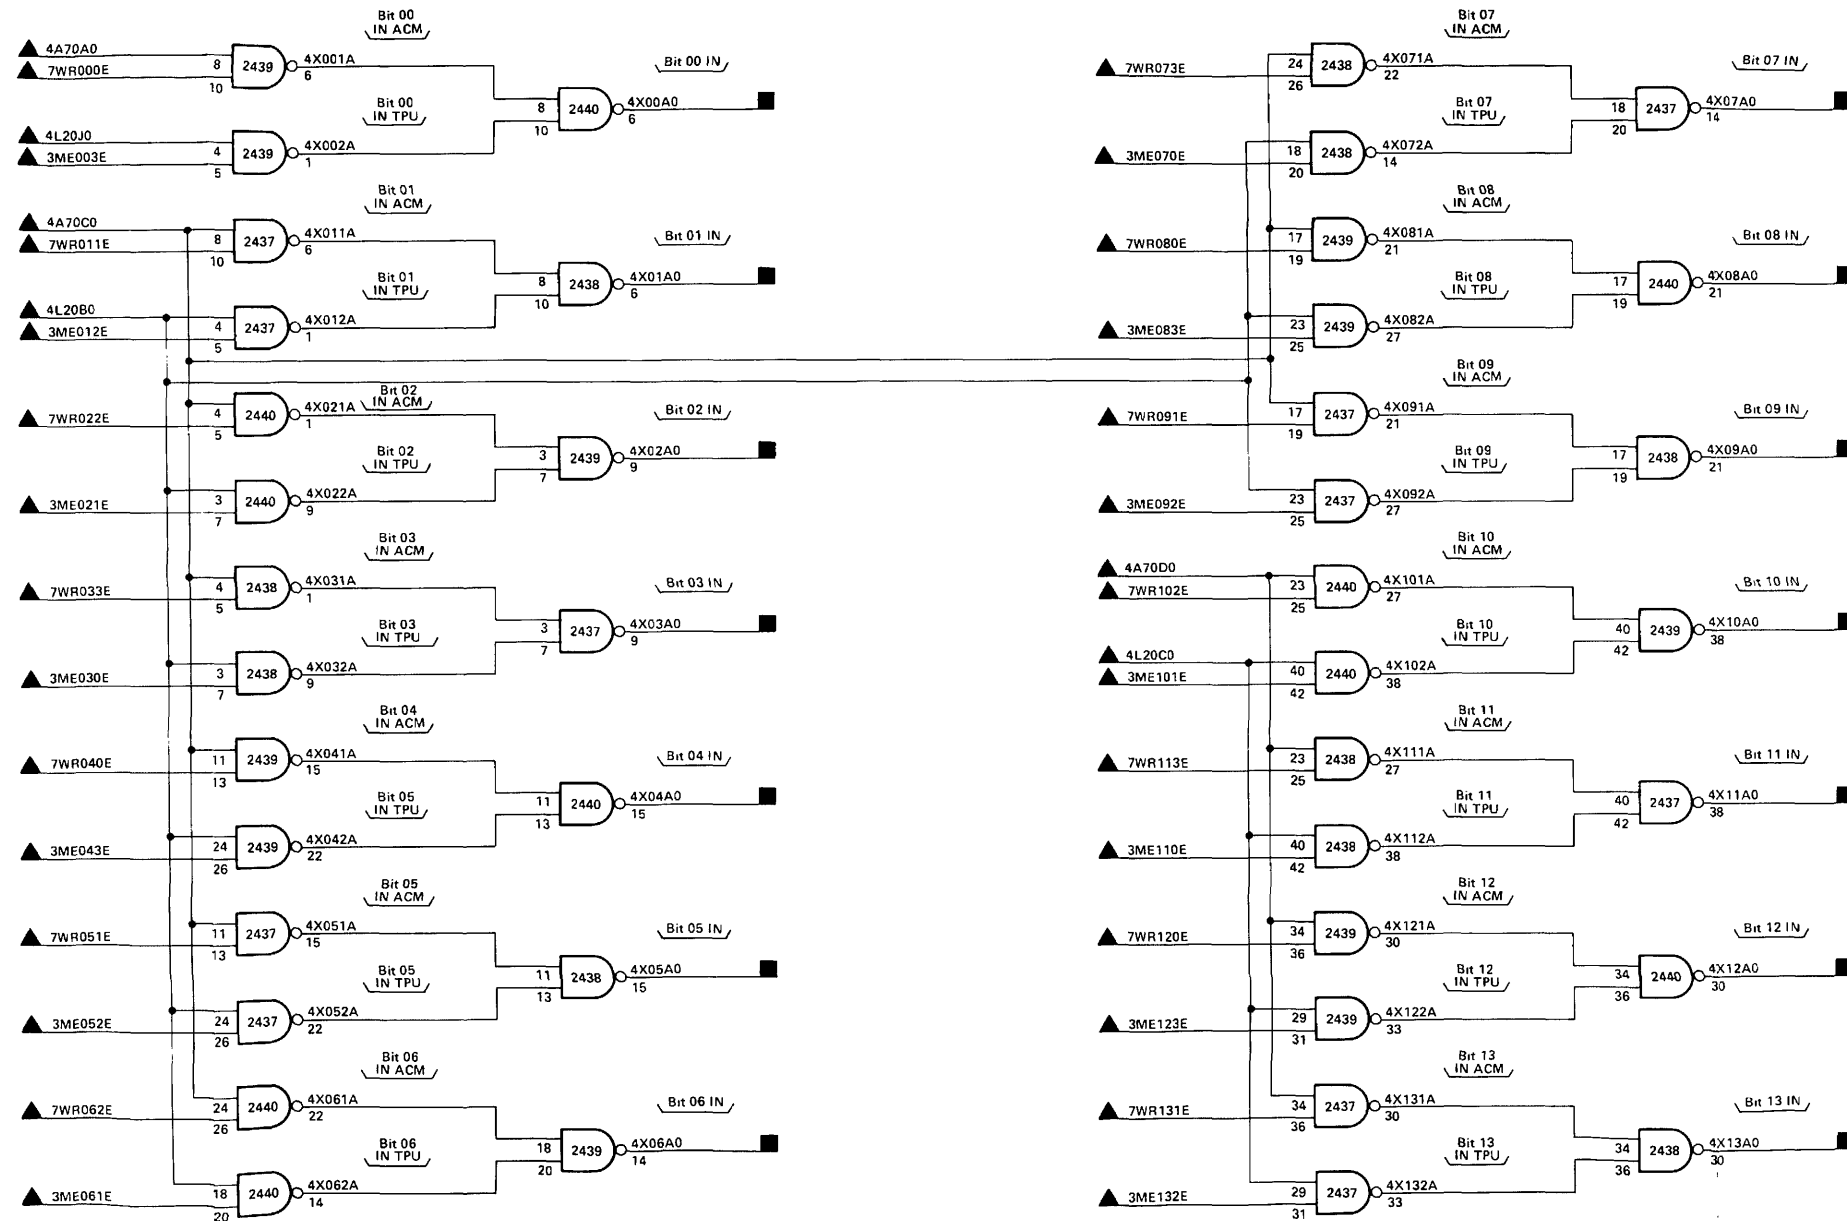 Bit 00
IN ACM
4A70A0
7WR000E
8
10
2439
4X001A
6
Bit 00
IN TPU
4L20J0
3ME003E
4
5
2439
4X002A
1
Bit 00 IN
8
10
2440
4X00A0
6
Bit 01
IN ACM
4A70C0
7WR011E
8
10
2437
4X011A
6
Bit 01
IN TPU
4L20B0
3ME012E
4
5
2437
4X012A
1
Bit 01 IN
8
10
2438
4X01A0
6
Bit 02
IN ACM
7WR022E
4
5
2440
4X021A
1
Bit 02
IN TPU
3ME021E
3
7
2440
4X022A
9
Bit 02 IN
3
7
2439
4X02A0
9
Bit 03
IN ACM
7WR033E
4
5
2438
4X031A
1
Bit 03
IN TPU
3ME030E
3
7
2438
4X032A
9
Bit 03 IN
3
7
2437
4X03A0
9
Bit 04
IN ACM
7WR040E
11
13
2439
4X041A
15
Bit 05
IN TPU
3ME043E
24
26
2439
4X042A
22
Bit 04 IN
11
13
2440
4X04A0
15
Bit 05
IN ACM
7WR051E
11
13
2437
4X051A
15
Bit 05
IN TPU
3ME052E
24
26
2437
4X052A
22
Bit 05 IN
11
13
2438
4X05A0
15
Bit 06
IN ACM
7WR062E
24
26
2440
4X061A
22
Bit 06
IN TPU
3ME061E
18
20
2440
4X062A
14
Bit 06 IN
18
20
2439
4X06A0
14
Bit 07
IN ACM
7WR073E
24
26
2438
4X071A
22
Bit 07
IN TPU
3ME070E
18
20
2438
4X072A
14
Bit 07 IN
18
20
2437
4X07A0
14
Bit 08
IN ACM
7WR080E
17
19
2439
4X081A
21
Bit 08
IN TPU
3ME083E
23
25
2439
4X082A
27
Bit 08 IN
17
19
2440
4X08A0
21
Bit 09
IN ACM
7WR091E
17
19
2437
4X091A
21
Bit 09
IN TPU
3ME092E
23
25
2437
4X092A
27
Bit 09 IN
17
19
2438
4X09A0
21
Bit 10
IN ACM
4A70D0
7WR102E
23
25
2440
4X101A
27
Bit 10
IN TPU
4L20C0
3ME101E
40
42
2440
4X102A
38
Bit 10 IN
40
42
2439
4X10A0
38
Bit 11
IN ACM
7WR113E
23
25
2438
4X111A
27
Bit 11
IN TPU
3ME110E
40
42
2438
4X112A
38
Bit 11 IN
40
42
2437
4X11A0
38
Bit 12
IN ACM
7WR120E
34
36
2439
4X121A
30
Bit 12
IN TPU
3ME123E
29
31
2439
4X122A
33
Bit 12 IN
34
36
2440
4X12A0
30
Bit 13
IN ACM
7WR131E
34
36
2437
4X131A
30
Bit 13
IN TPU
3ME132E
29
31
2437
4X132A
33
Bit 13 IN
34
36
2438
4X13A0
30